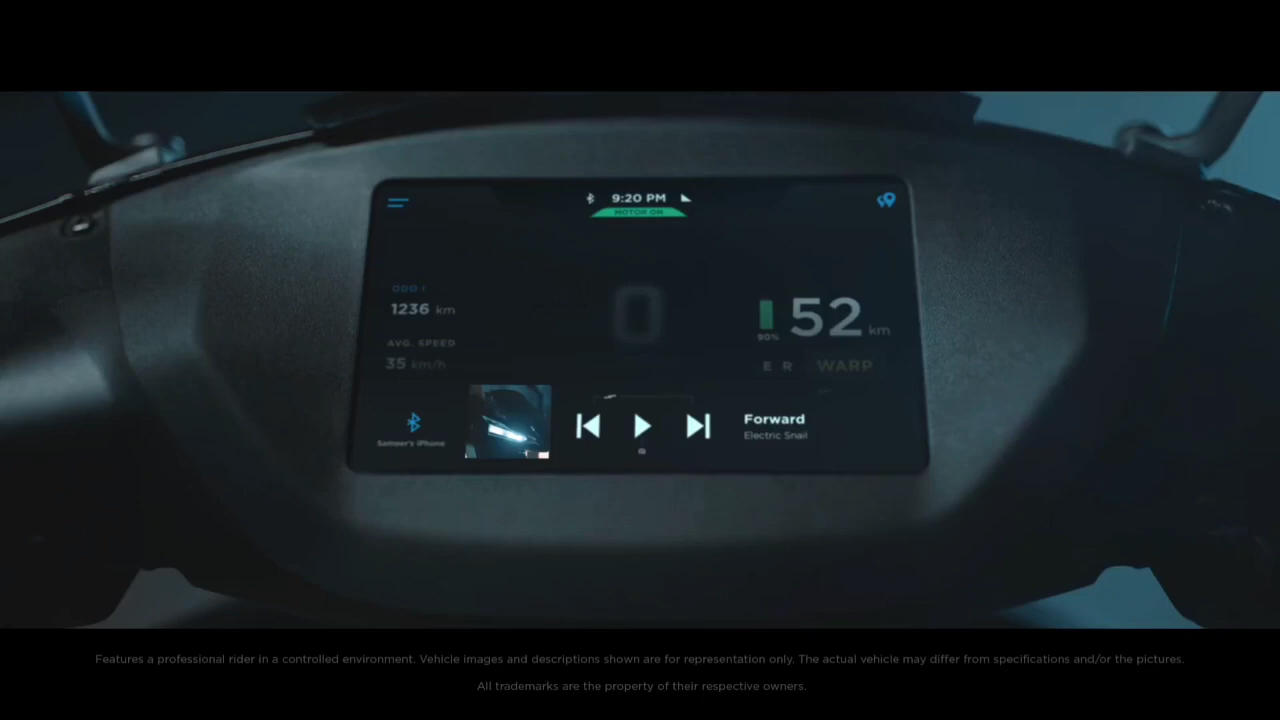 9:20 PM
MOTOR ON
ODO
1236 km
AVG. SPEED
35 km/h
0
90%
52 km
E R WARP
Sameer's iPhone
Forward
Electric Snail
Features a professional rider in a controlled environment. Vehicle images and descriptions shown are for representation only. The actual vehicle may differ from specifications and/or the pictures.
All trademarks are the property of their respective owners.